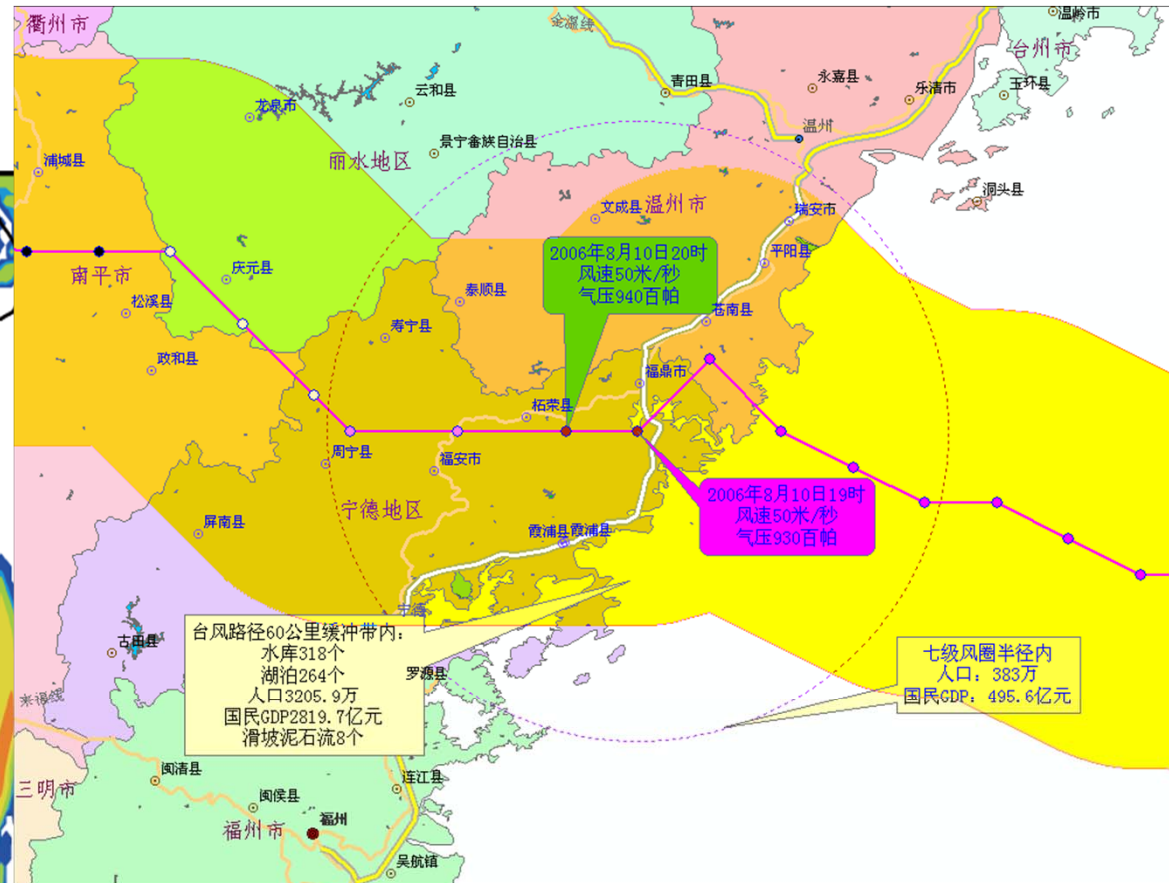 衢州市
金温线
温岭市
台州市
青田县
永嘉县
乐清市
玉环县
云和县
龙泉市
温州
景宁畲族自治县
丽水地区
浦城县
洞头县
文成县
温州市
瑞安市
2006年8月10日20时
风速50米/秒
气压940百帕
平阳县
南平市
庆元县
泰顺县
松溪县
寿宁县
苍南县
政和县
福鼎市
柘荣县
周宁县
福安市
2006年8月10日19时
风速50米/秒
气压930百帕
宁德地区
屏南县
霞浦县
霞浦县
宁德
台风路径60公里缓冲带内:
水库318个
湖泊264个
人口3205.9万
国民GDP2819.7亿元
滑坡泥石流8个
古田县
罗源县
七级风圈半径内
人口: 383万
国民GDP: 495.6亿元
来福线
三明市
闽清县
连江县
闽侯县
福州市
福州
吴航镇